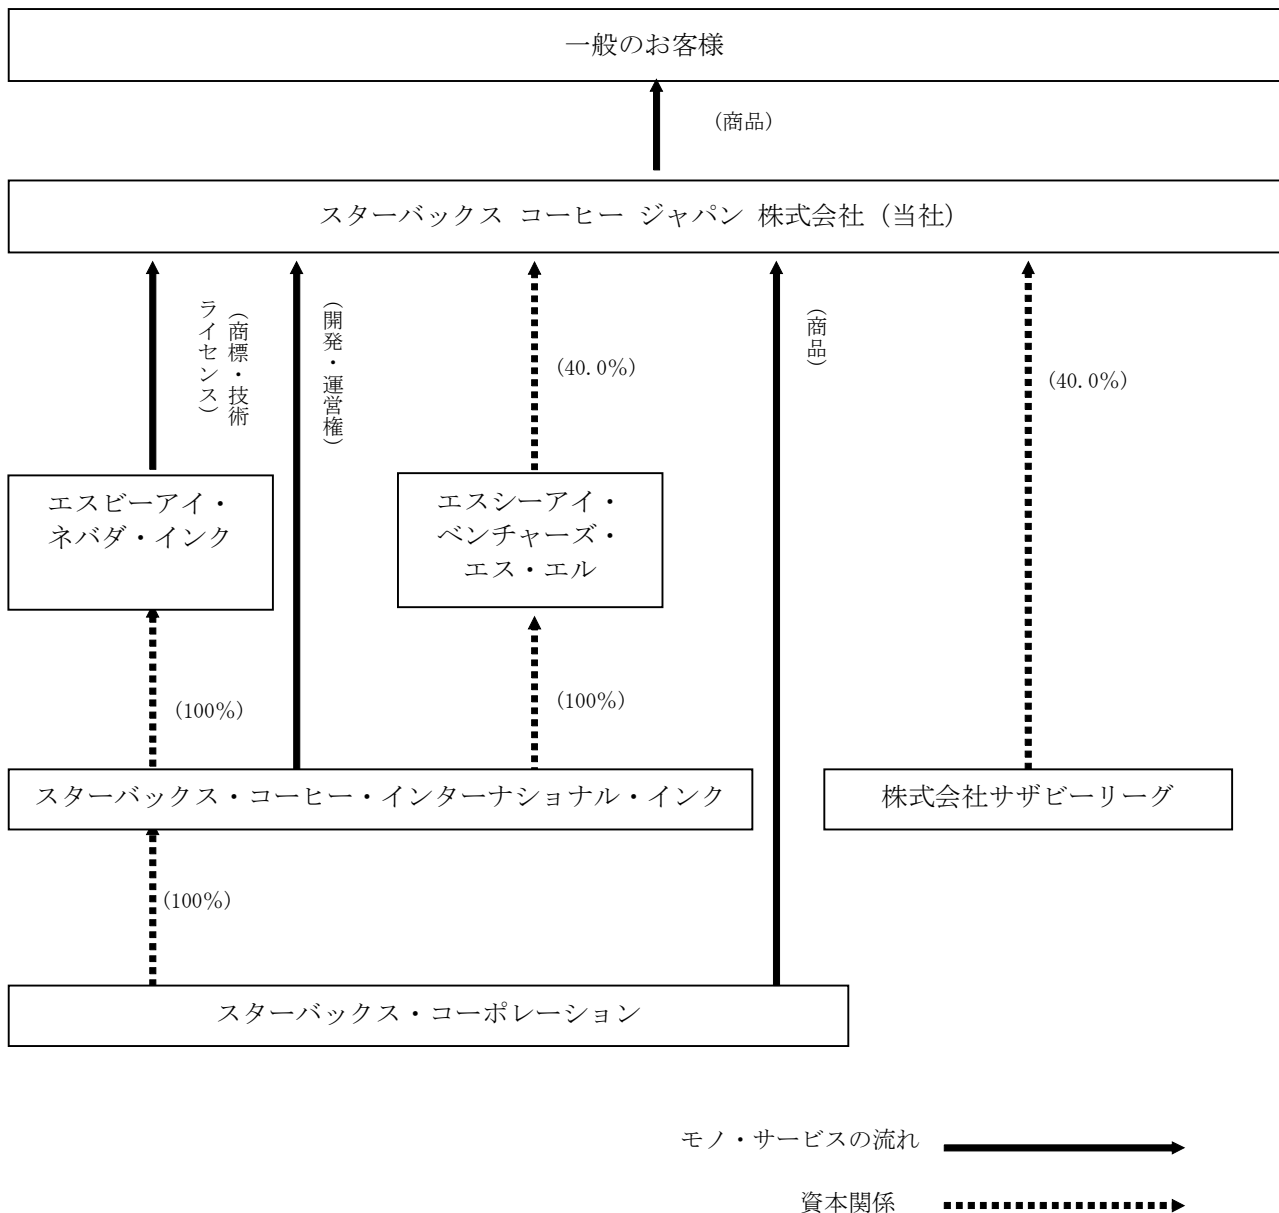 一般のお客様
(商品)
スターバックス コーヒー ジャパン 株式会社 (当社)
(商標・技術
ライセンス)
(開発・運営権)
(40.0%)
(商品)
(40.0%)
エスビーアイ・
ネバダ・インク
エスシーアイ・
ベンチャーズ・
エス・エル
(100%)
(100%)
スターバックス・コーヒー・インターナショナル・インク
株式会社サザビーリーグ
(100%)
スターバックス・コーポレーション
モノ・サービスの流れ
資本関係